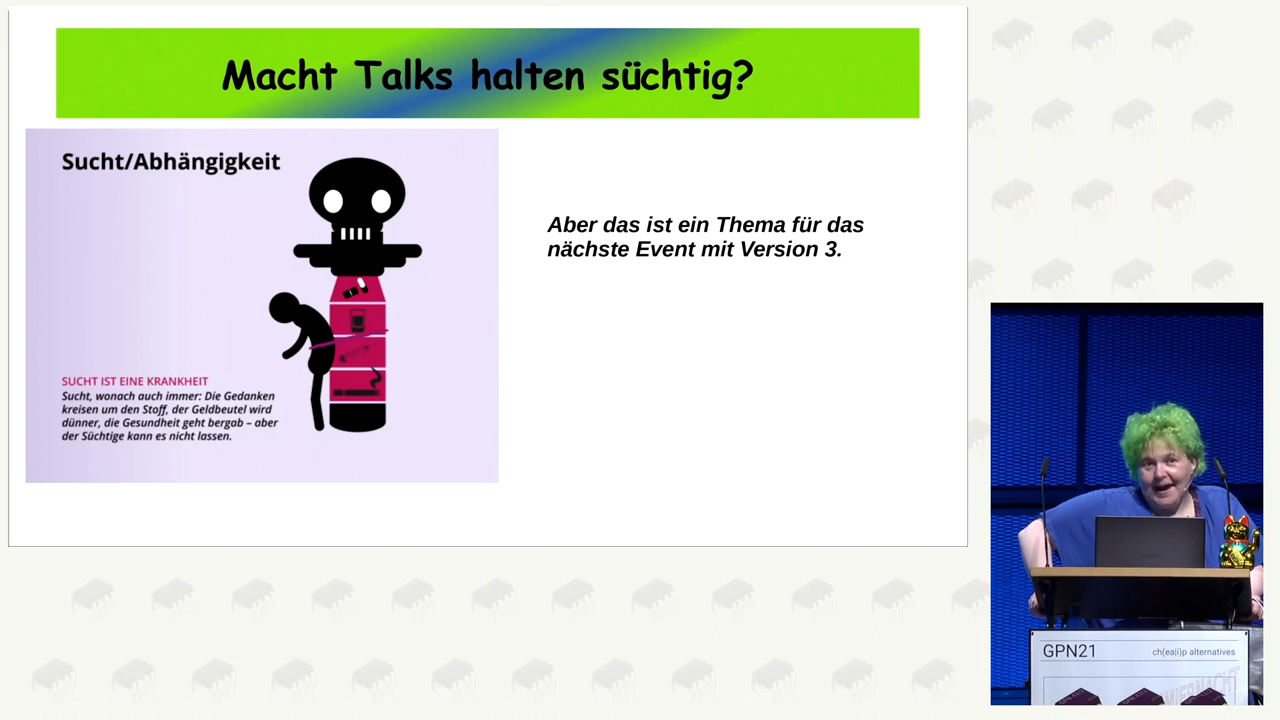 Macht Talks halten süchtig?
Sucht/Abhängigkeit
SUCHT IST EINE KRANKHEIT
Sucht, wonach auch immer: Die Gedanken
kreisen um den Stoff, der Geldbeutel wird
dünner, die Gesundheit geht bergab – aber
der Süchtige kann es nicht lassen.
Aber das ist ein Thema für das
nächste Event mit Version 3.
GPN21
ch(ea|i)p alternatives